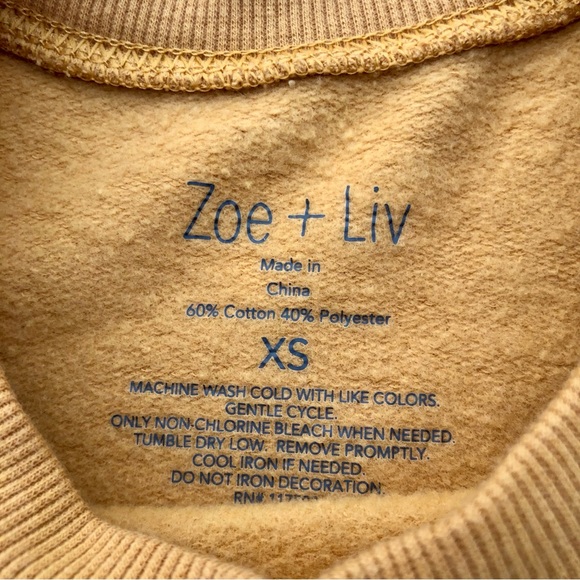 Zoe + Liv
Made in
China
60% Cotton 40% Polyester
XS
MACHINE WASH COLD WITH LIKE COLORS.
GENTLE CYCLE.
ONLY NON-CHLORINE BLEACH WHEN NEEDED.
TUMBLE DRY LOW. REMOVE PROMPTLY.
COOL IRON IF NEEDED.
DO NOT IRON DECORATION.
RN#